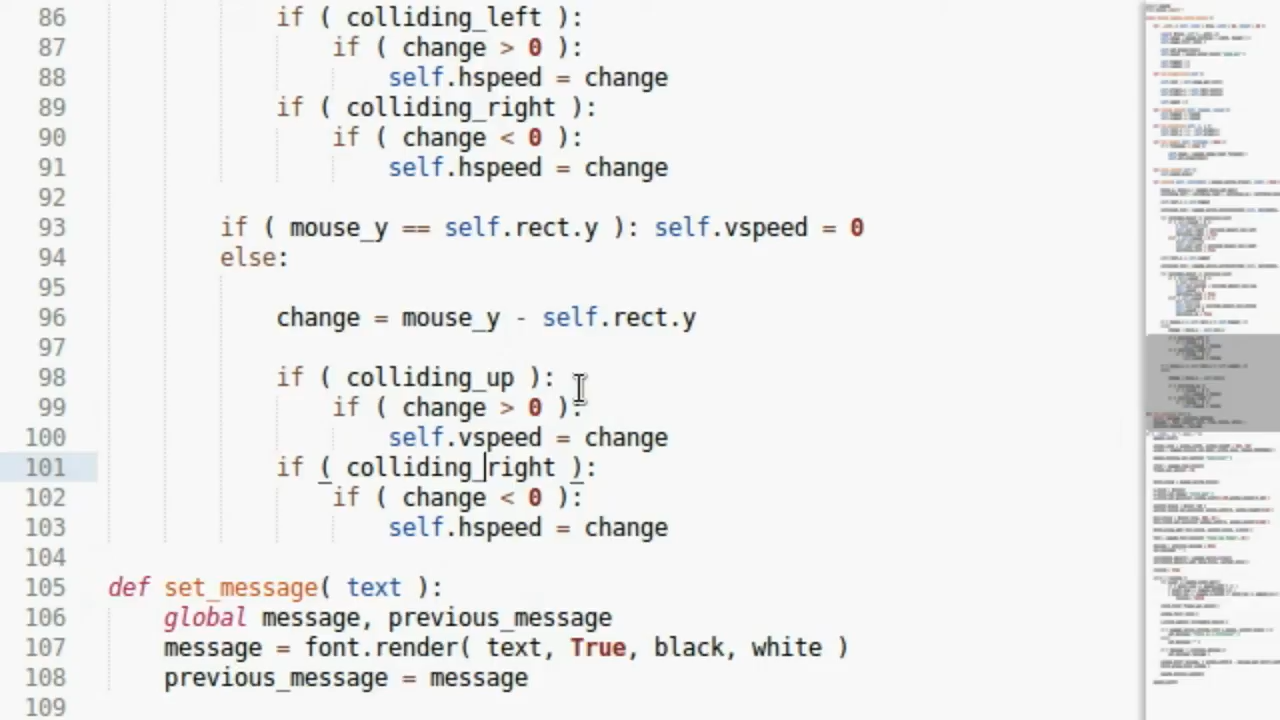 86 if ( colliding_left ):
87 if ( change > 0 ):
88 self.hspeed = change
89 if ( colliding_right ):
90 if ( change < 0 ):
91 self.hspeed = change
92
93 if ( mouse_y == self.rect.y ): self.vspeed = 0
94 else:
95
96 change = mouse_y - self.rect.y
97
98 if ( colliding_up ):
99 if ( change > 0 ):
100 self.vspeed = change
101 if ( colliding_right ):
102 if ( change < 0 ):
103 self.hspeed = change
104
105 def set_message( text ):
106 global message, previous_message
107 message = font.render( text, True, black, white )
108 previous_message = message
109